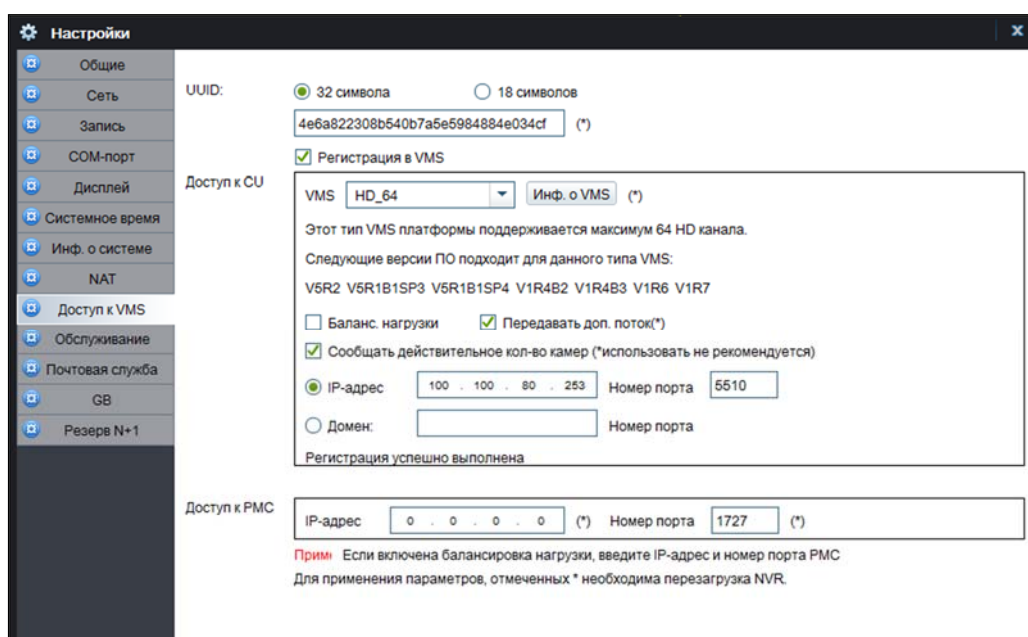 Настройки
x
Общие
Сеть
Запись
COM-порт
Дисплей
Системное время
Инф. о системе
NAT
Доступ к VMS
Обслуживание
Почтовая служба
GB
Резерв N+1
UUID: 32 символа 18 символов
4e6a822308b540b7a5e5984884e034cf (*)
Регистрация в VMS
Доступ к CU
VMS HD_64 Инф. о VMS (*)
Этот тип VMS платформы поддерживается максимум 64 HD канала.
Следующие версии ПО подходит для данного типа VMS:
V5R2 V5R1B1SP3 V5R1B1SP4 V1R4B2 V1R4B3 V1R6 V1R7
Баланс. нагрузки Передавать доп. поток(*)
Сообщать действительное кол-во камер (*использовать не рекомендуется)
IP-адрес 100 . 100 . 80 . 253 Номер порта 5510
Домен: Номер порта
Регистрация успешно выполнена
Доступ к PMC
IP-адрес 0 . 0 . 0 . 0 (*) Номер порта 1727 (*)
Прим Если включена балансировка нагрузки, введите IP-адрес и номер порта PMC
Для применения параметров, отмеченных * необходима перезагрузка NVR.